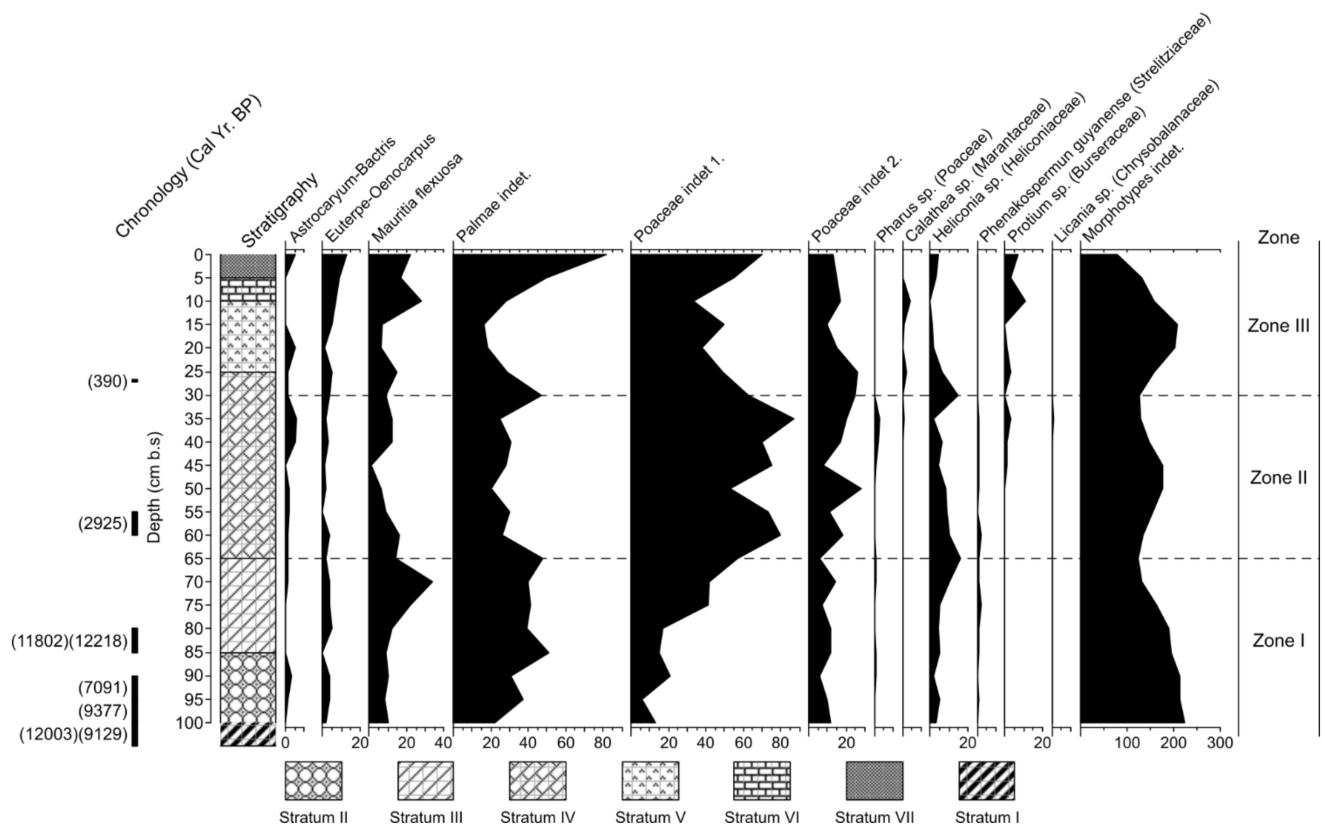 Chronology (Cal Yr. BP)
Stratigraphy
Astrocaryum-Bactris
Euterpe-Oenocarpus
Mauritia flexuosa
Palmae indet.
Poaceae indet 1.
Poaceae indet 2.
Pharus sp. (Poaceae)
Calathea sp. (Marantaceae)
Heliconia sp. (Heliconiaceae)
Phenakospermun guyanense (Strelitziaceae)
Protium sp. (Burseraceae)
Licania sp. (Chrysobalanaceae)
Morphotypes indet.
Zone
Depth (cm b.s)
0
5
10
15
20
25
30
35
40
45
50
55
60
65
70
75
80
85
90
95
100
(390)
(2925)
(11802)(12218)
(7091)
(9377)
(12003)(9129)
Zone III
Zone II
Zone I
0 20 20 40 20 40 60 80 20 40 60 80 20 20 20 100 200 300
Stratum II Stratum III Stratum IV Stratum V Stratum VI Stratum VII Stratum I